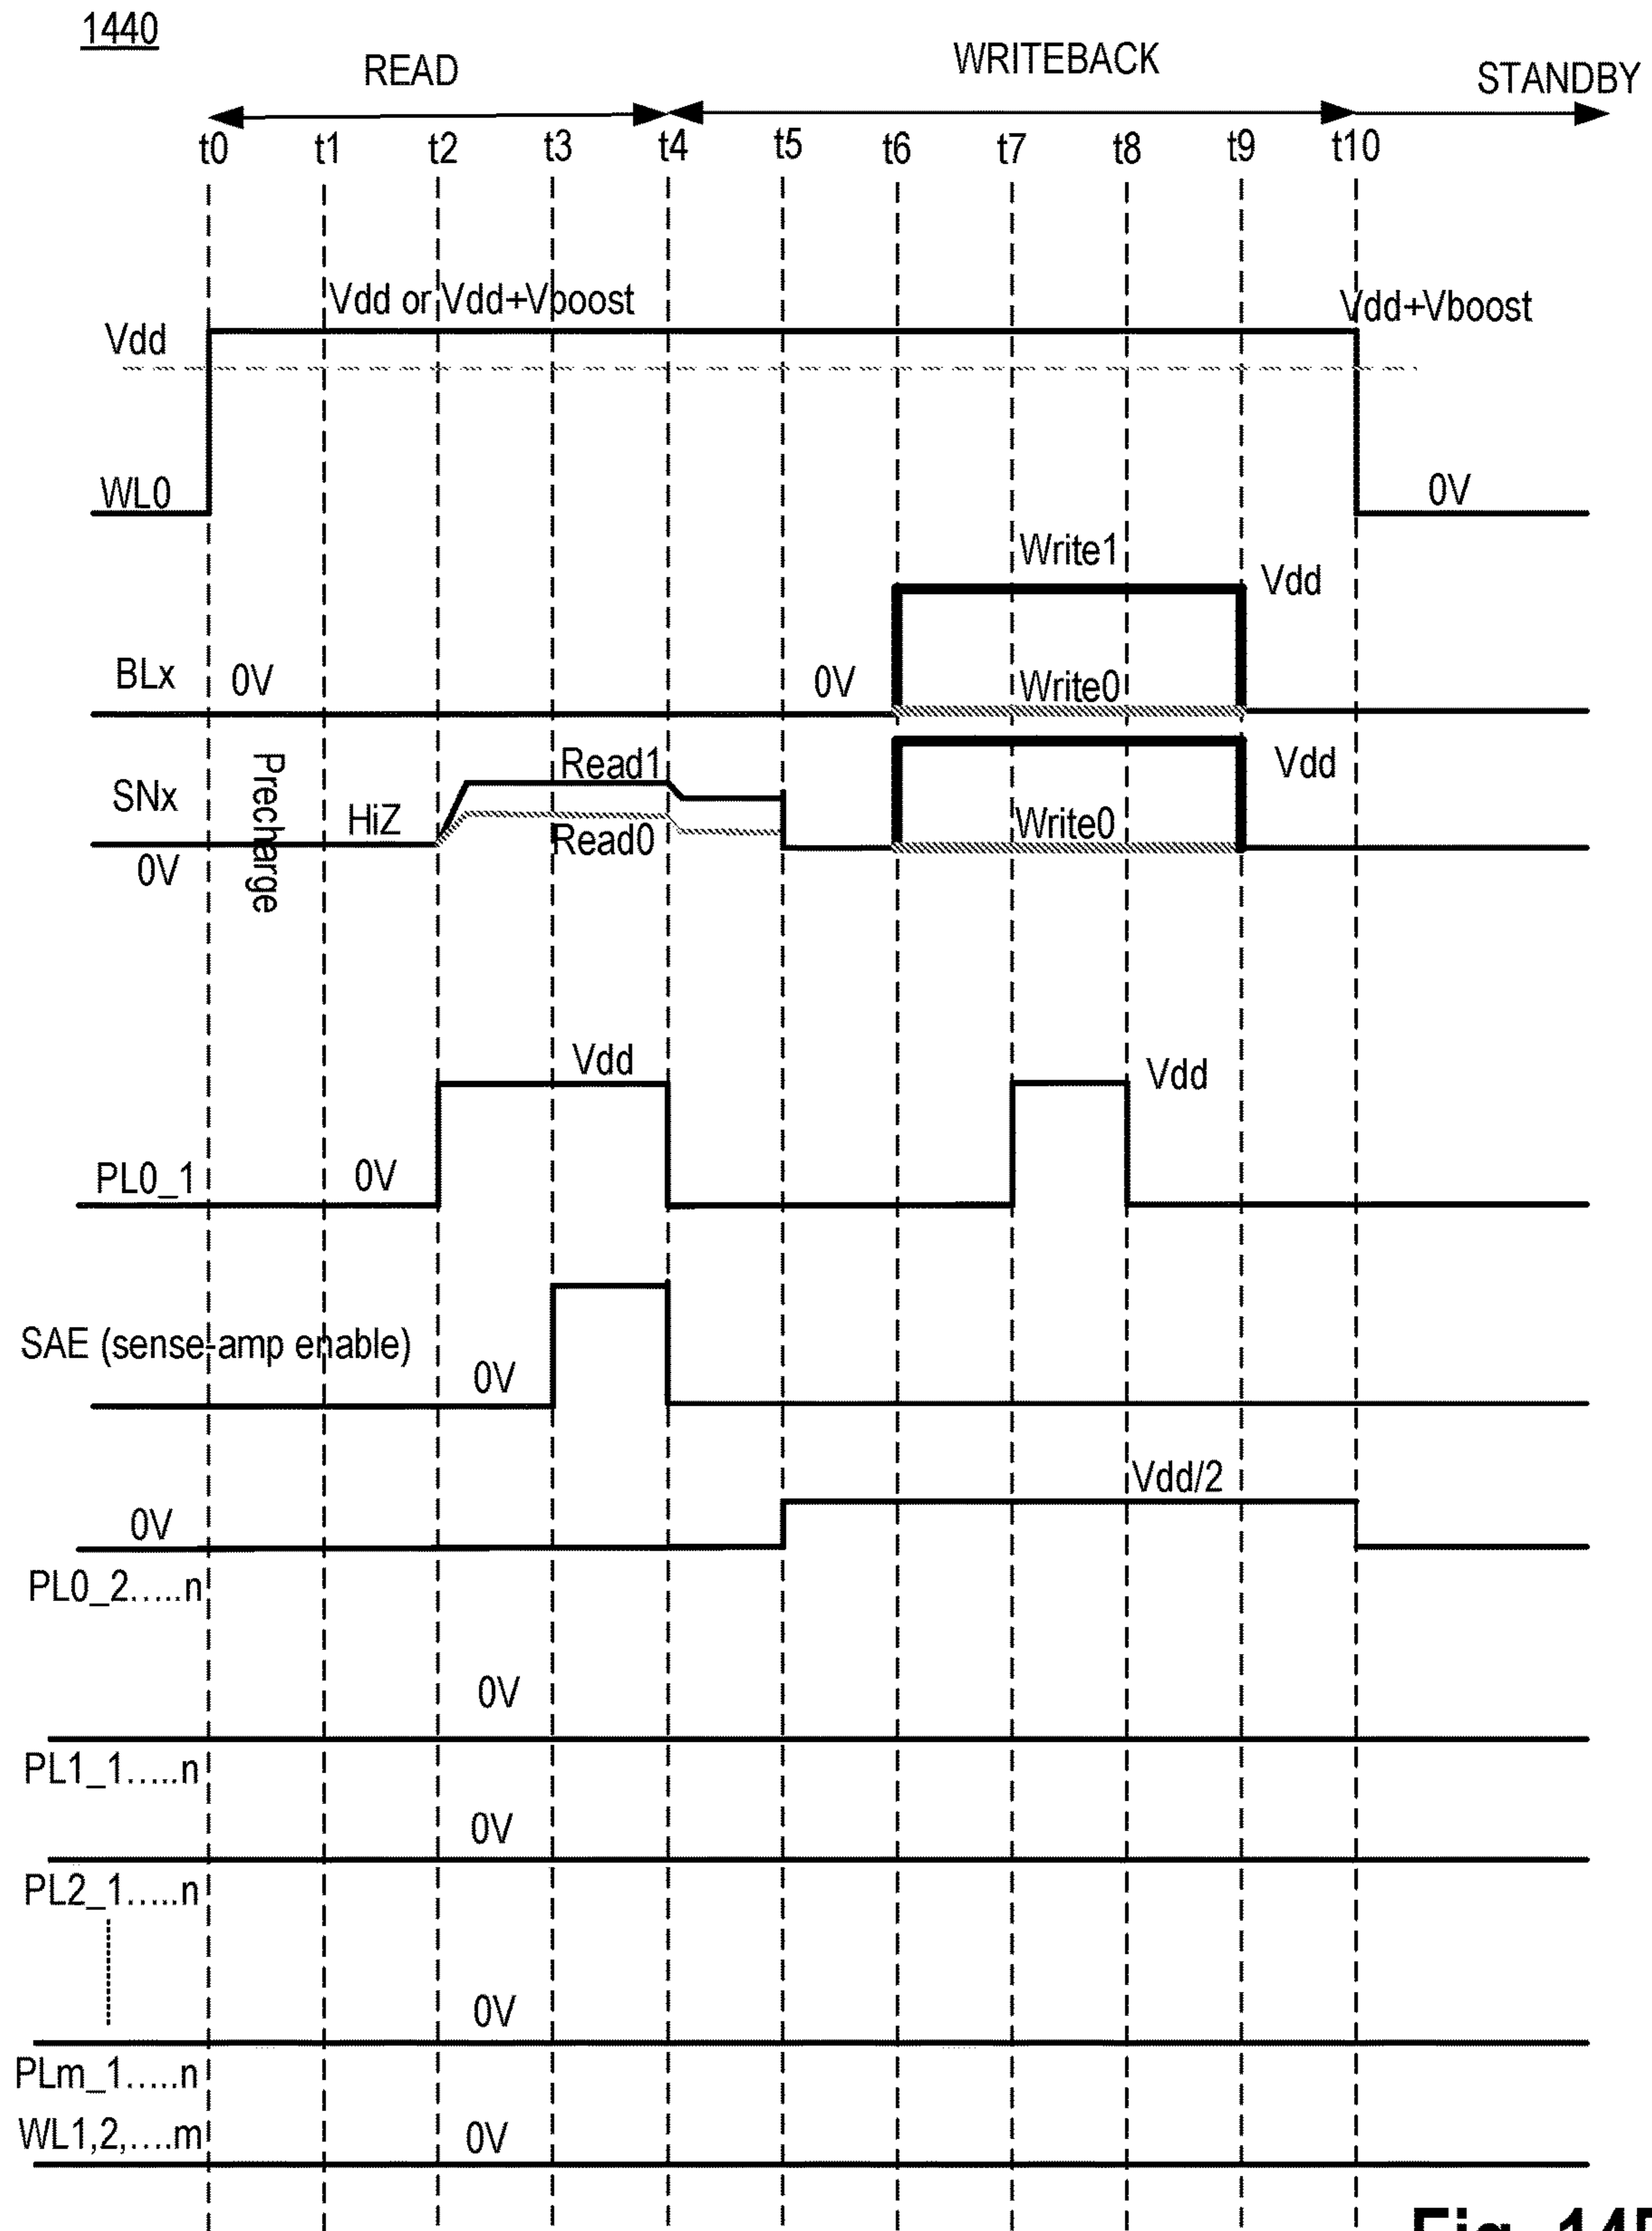 1440
READ
WRITEBACK
STANDBY
t0 t1 t2 t3 t4 t5 t6 t7 t8 t9 t10
Vdd or Vdd+Vboost
Vdd+Vboost
Vdd
WL0
0V
Write1
Vdd
BLx
0V
0V
Write0
Precharge
Read1
Vdd
SNx
HiZ
Read0
Write0
0V
Vdd
Vdd
PL0_1
0V
SAE (sense-amp enable)
0V
Vdd/2
0V
PL0_2.....n
0V
PL1_1.....n
0V
PL2_1.....n
0V
PLm_1.....n
WL1,2,....m
0V